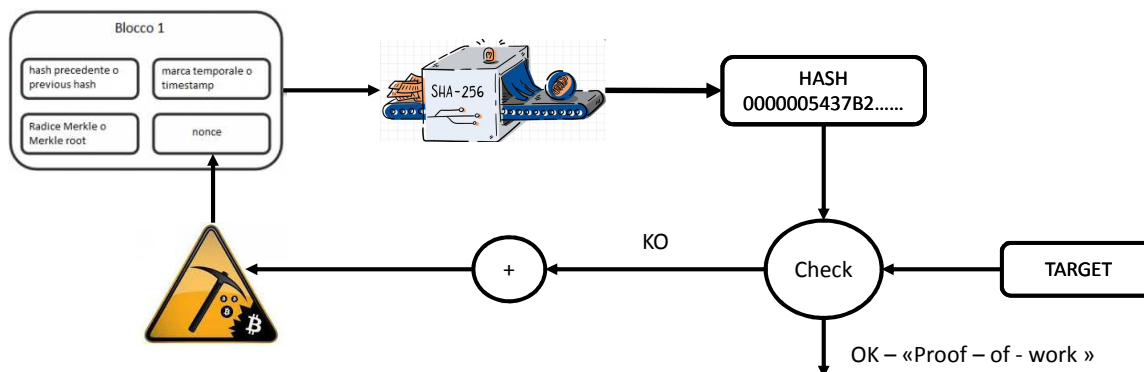 Blocco 1
hash precedente o
previous hash
marca temporale o
timestamp
Radice Merkle o
Merkle root
nonce
SHA-256
HASH
0000005437B2......
KO
+
Check
TARGET
OK – «Proof – of - work »